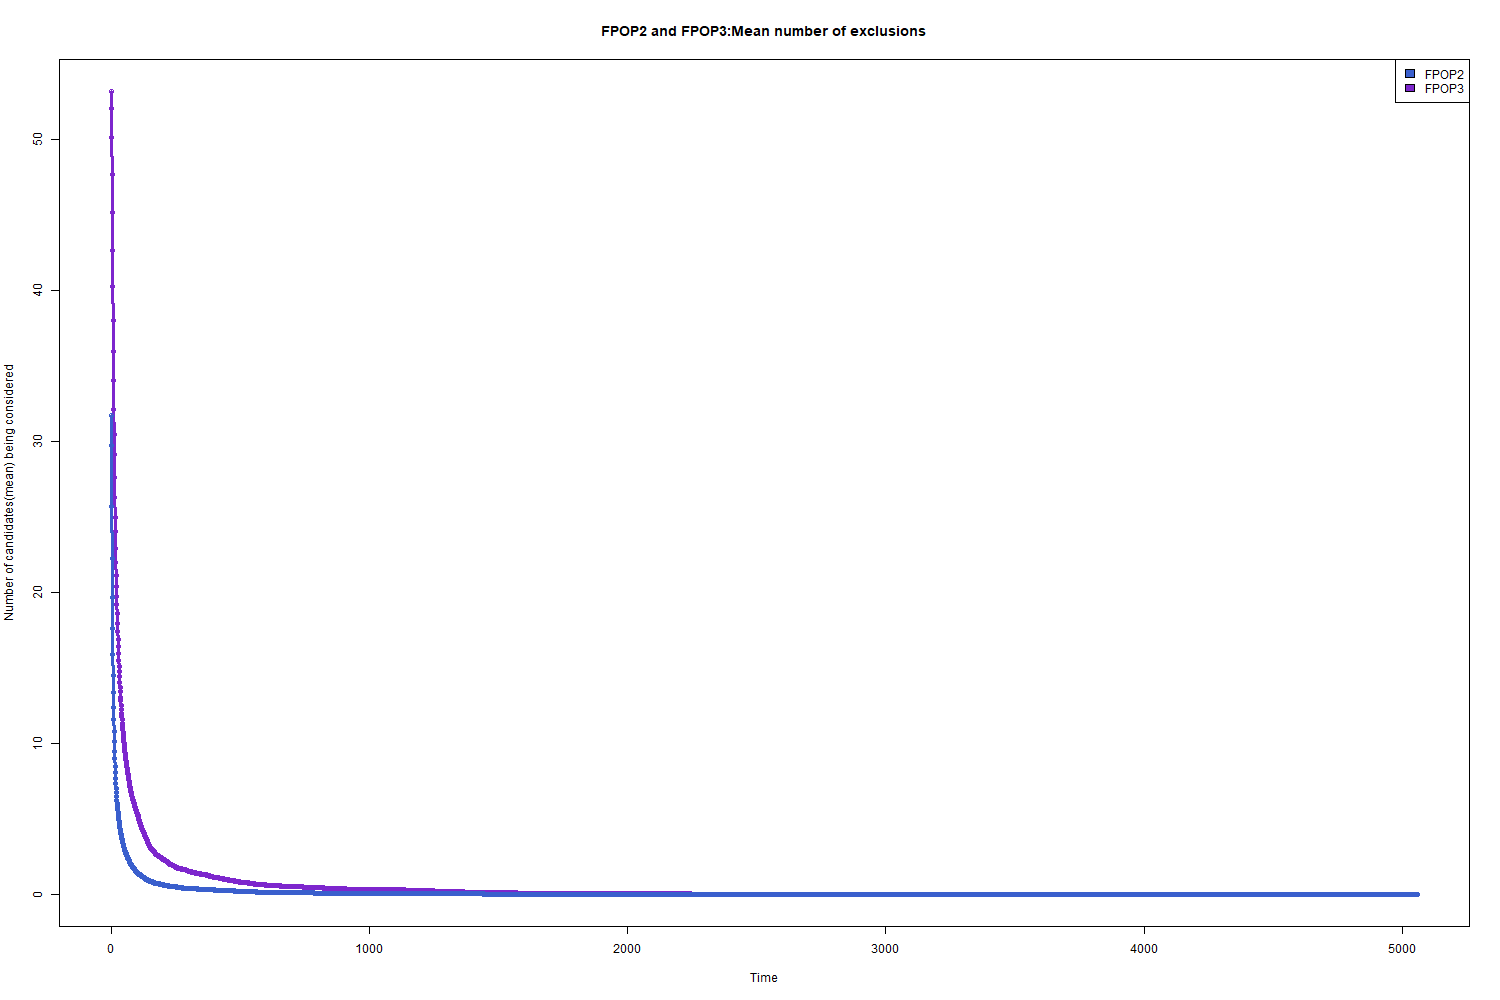 FPOP2 and FPOP3:Mean number of exclusions
FPOP2
FPOP3
Number of candidates(mean) being considered
50
40
30
20
10
0
0 1000 2000 3000 4000 5000
Time